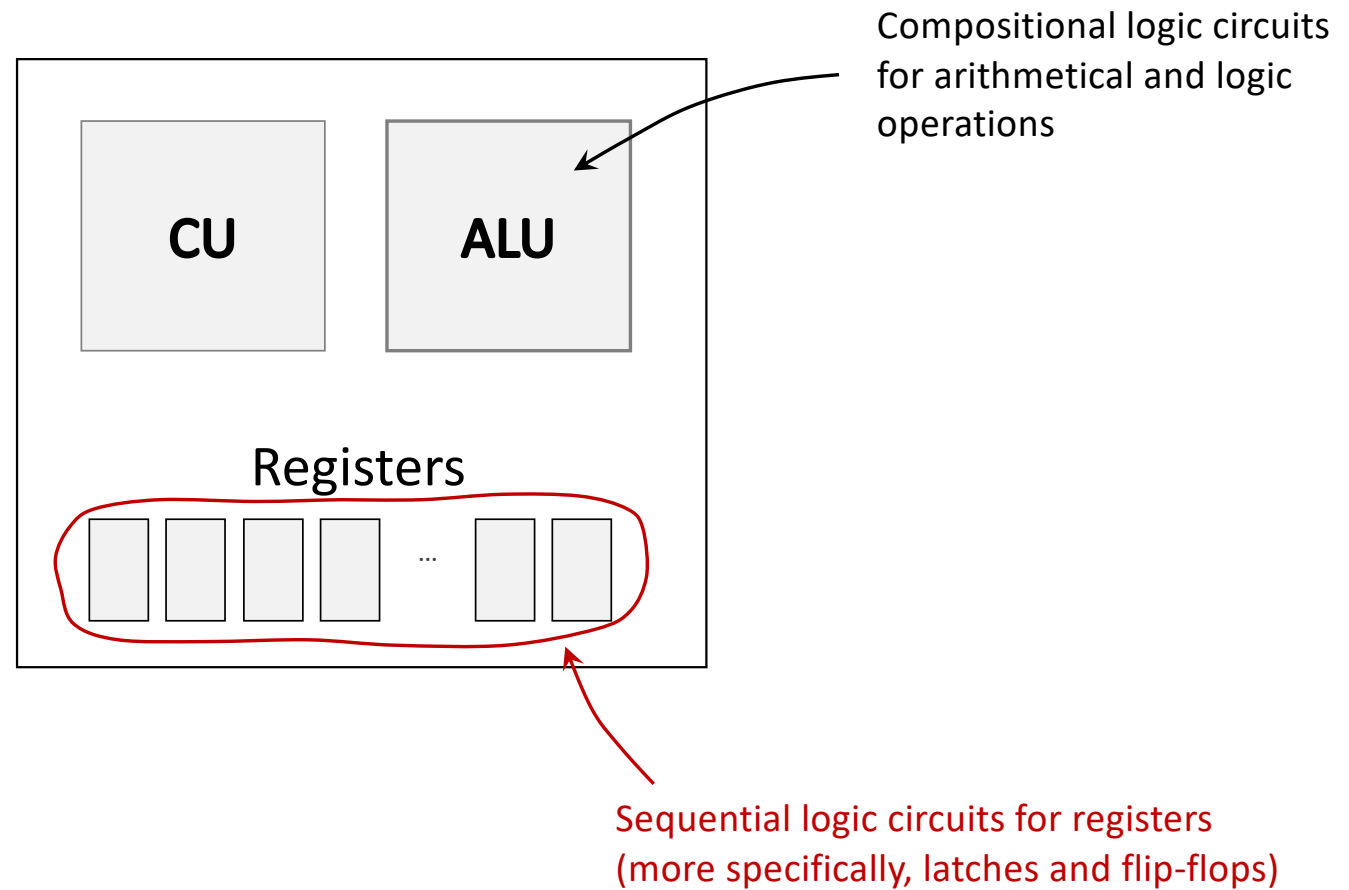 Compositional logic circuits
for arithmetical and logic
operations
CU
ALU
Registers
...
Sequential logic circuits for registers
(more specifically, latches and flip-flops)